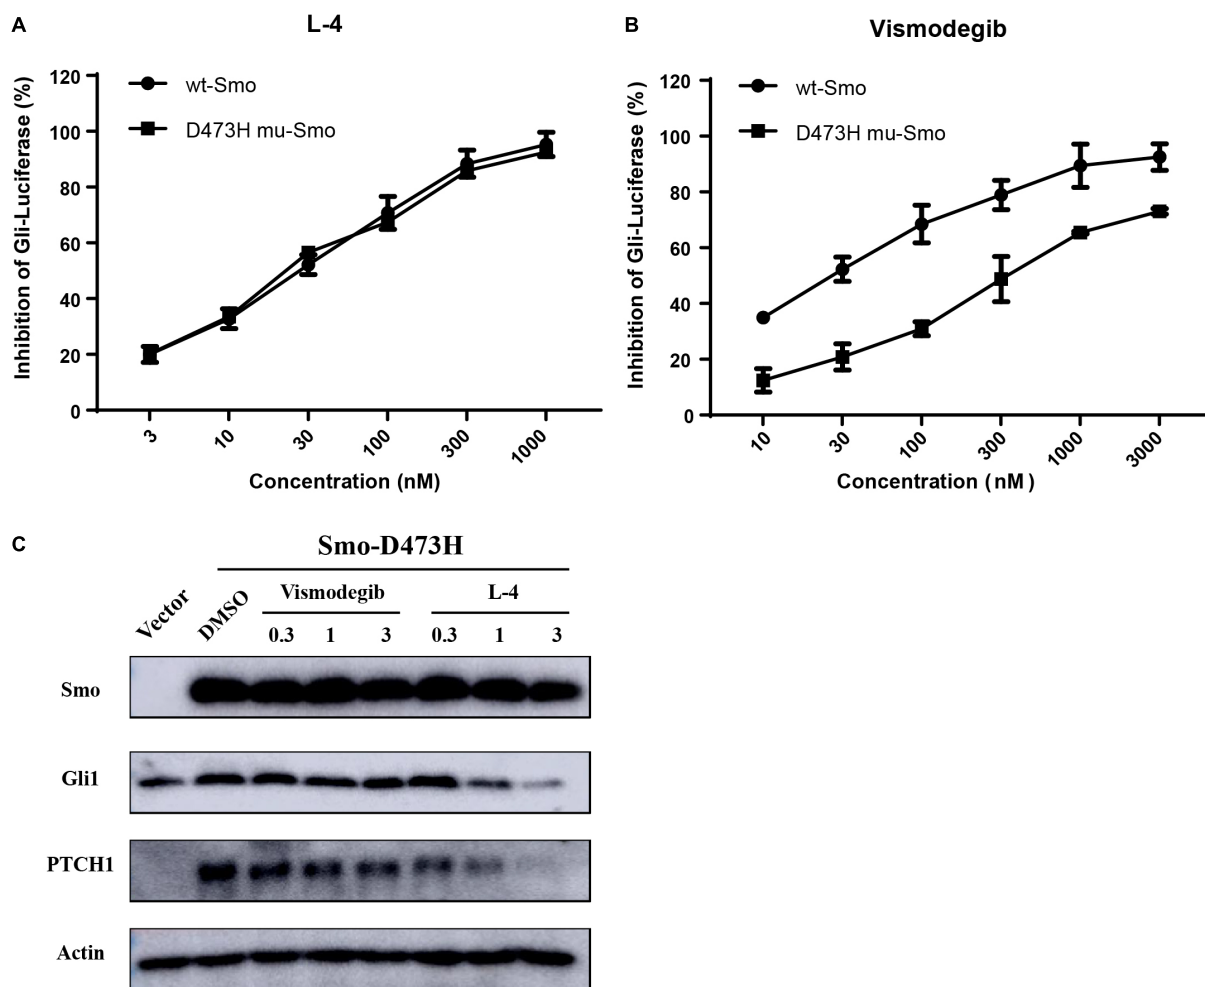 A
L-4
Inhibition of Gli-Luciferase (%)
120
100
80
60
40
20
0
wt-Smo
D473H mu-Smo
3
10
30
100
300
1000
Concentration (nM)
B
Vismodegib
Inhibition of Gli-Luciferase (%)
120
100
80
60
40
20
0
wt-Smo
D473H mu-Smo
10
30
100
300
1000
3000
Concentration ( nM )
C
Smo-D473H
Vector
DMSO
Vismodegib
L-4
0.3 1 3 0.3 1 3
Smo
Gli1
PTCH1
Actin